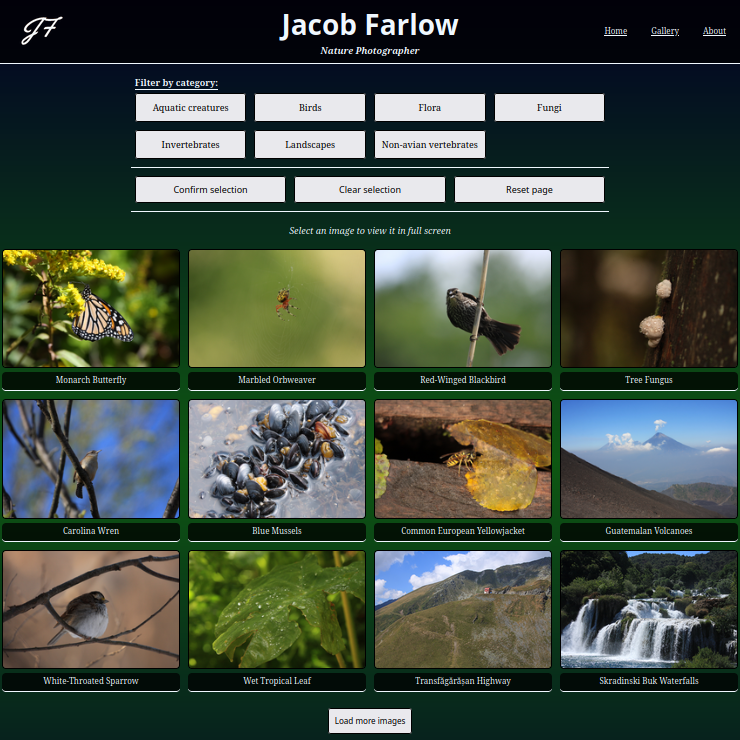 JF
Jacob Farlow
Nature Photographer
Home Gallery About
Filter by category:
Aquatic creatures Birds Flora Fungi
Invertebrates Landscapes Non-avian vertebrates
Confirm selection Clear selection Reset page
Select an image to view it in full screen
Monarch Butterfly Marbled Orbweaver Red-Winged Blackbird Tree Fungus
Carolina Wren Blue Mussels Common European Yellowjacket Guatemalan Volcanoes
White-Throated Sparrow Wet Tropical Leaf Transfăgărășan Highway Skradinski Buk Waterfalls
Load more images